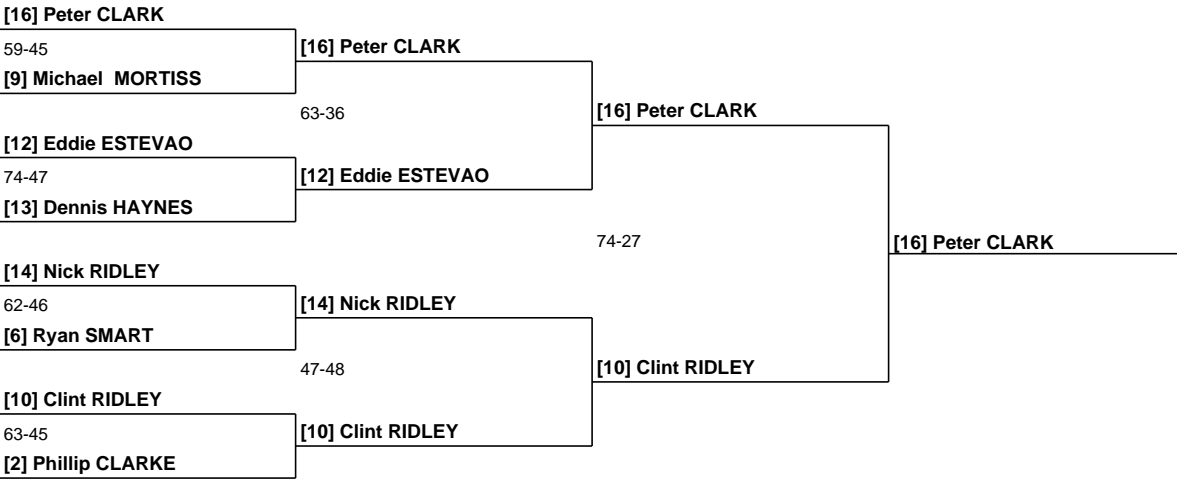 [16] Peter CLARK
59-45
[9] Michael  MORTISS
[12] Eddie ESTEVAO
74-47
[13] Dennis HAYNES
[14] Nick RIDLEY
62-46
[6] Ryan SMART
[10] Clint RIDLEY
63-45
[2] Phillip CLARKE
[16] Peter CLARK
63-36
[12] Eddie ESTEVAO
[14] Nick RIDLEY
47-48
[10] Clint RIDLEY
[16] Peter CLARK
74-27
[10] Clint RIDLEY
[16] Peter CLARK